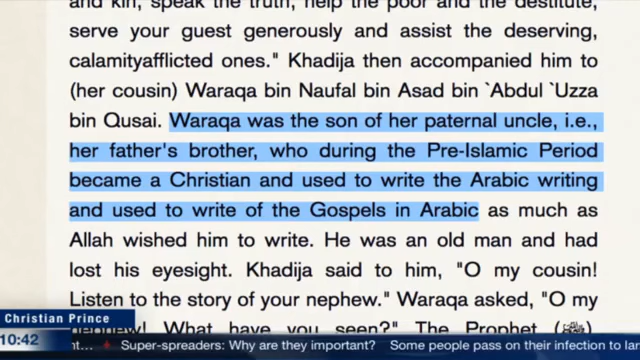 and kin, speak the truth, help the poor and the destitute,
serve your guest generously and assist the deserving,
calamityafflicted ones." Khadija then accompanied him to
(her cousin) Waraqa bin Naufal bin Asad bin `Abdul `Uzza
bin Qusai. Waraqa was the son of her paternal uncle, i.e.,
her father's brother, who during the Pre-Islamic Period
became a Christian and used to write the Arabic writing
and used to write of the Gospels in Arabic as much as
Allah wished him to write. He was an old man and had
lost his eyesight. Khadija said to him, "O my cousin!
Listen to the story of your nephew." Waraqa asked, "O my
nephew! What have you seen?" The Prophet (ﷺ)
Christian Prince
10:42 nt... Super-spreaders: Why are they important? Some people pass on their infection to